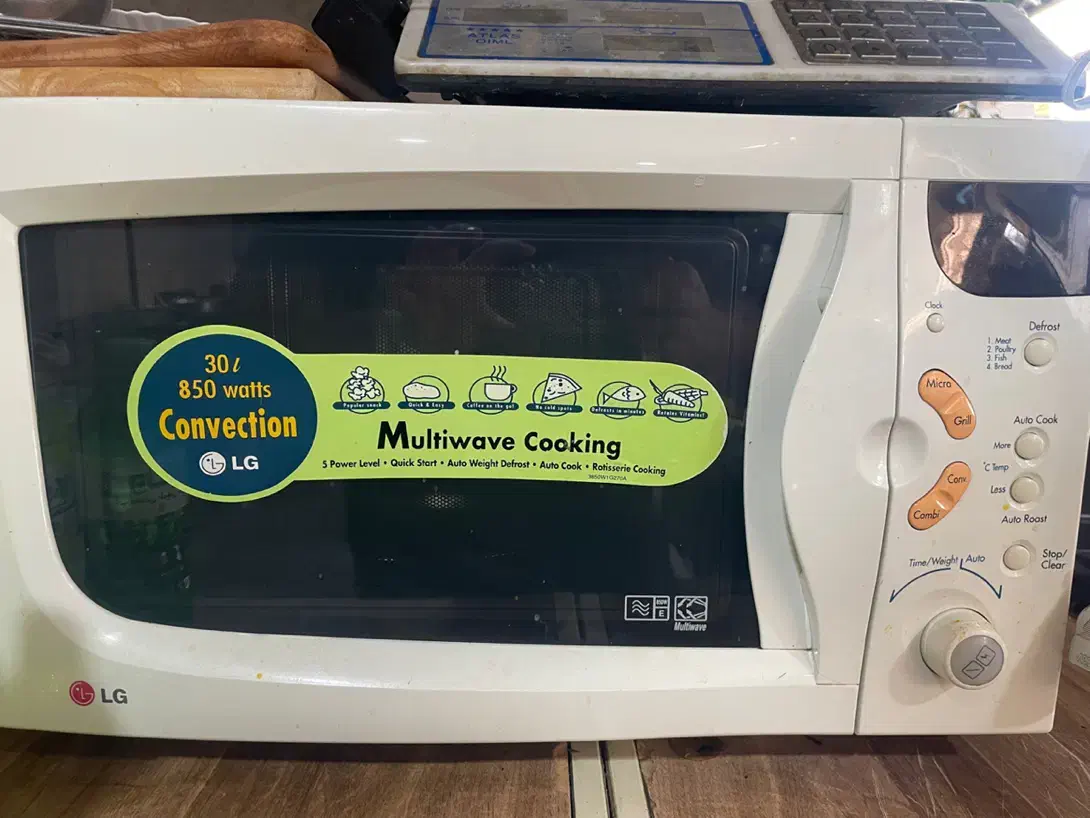 ATLAS
OIML
30ℓ
850 watts
Convection
LG
Popular snack
Quick & Easy
Coffee on the go!
No cold spots
Defrosts in minutes
Retains Vitamins!
Multiwave Cooking
5 Power Level • Quick Start • Auto Weight Defrost • Auto Cook • Rotisserie Cooking
850W
E
Multiwave
LG
Clock
Defrost
1. Meat
2. Poultry
3. Fish
4. Bread
Micro
Grill
Auto Cook
More
°C Temp
Less
Conv.
Combi
Auto Roast
Stop/
Clear
Time/Weight Auto